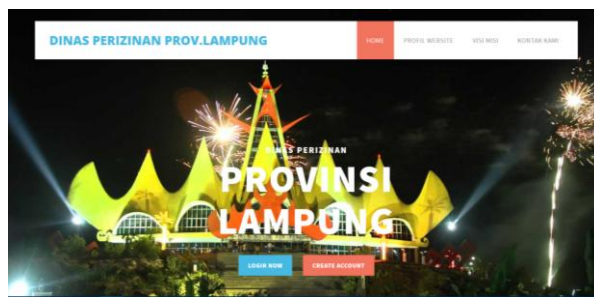 DINAS PERIZINAN PROV.LAMPUNG
HOME PROFIL WEBSITE VISI MISI KONTAK KAMI
DINAS PERIZINAN
PROVINSI
LAMPUNG
LOGIN NOW CREATE ACCOUNT